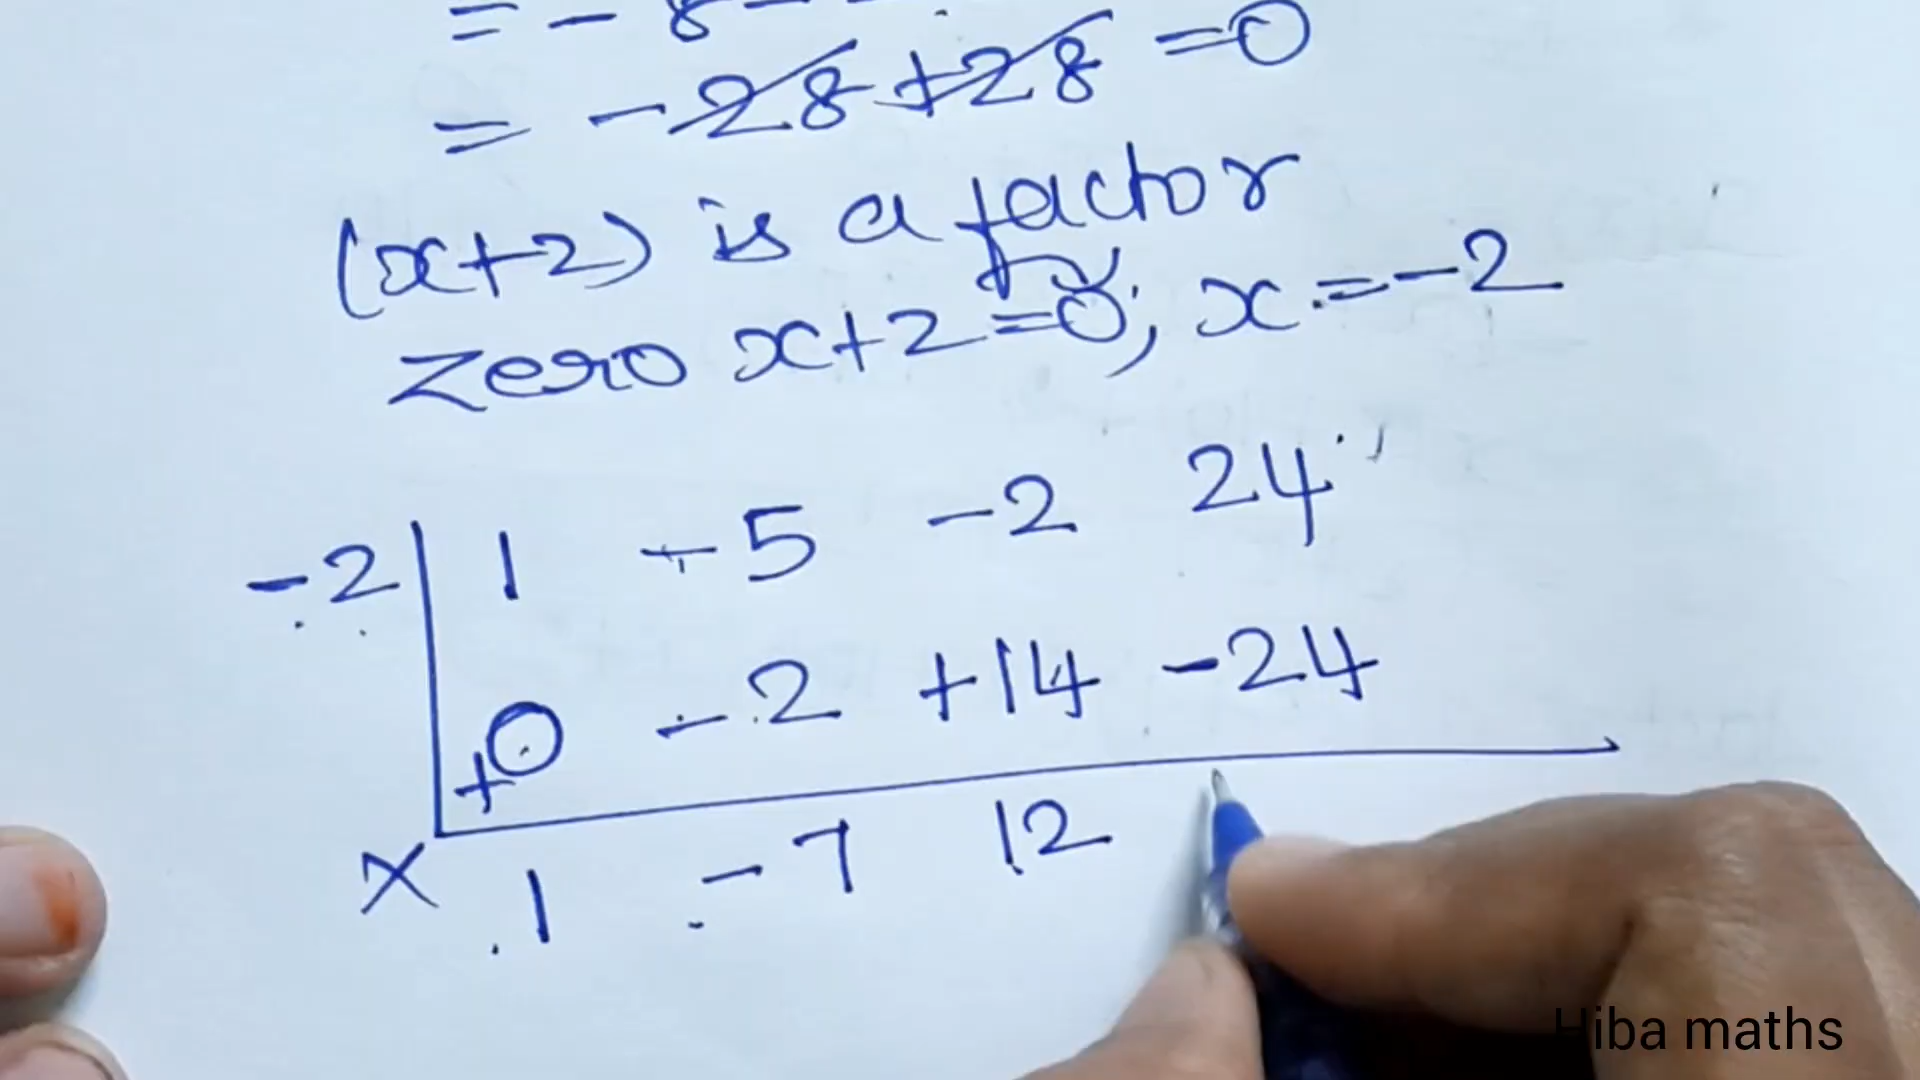 = - 8 -
= - 28 + 28 = 0
(x+2) is a factor
Zero x+2=0; x = -2
-2 | 1 -5 -2 24
+0 -2 +14 -24
x 1 -7 12
Hiba maths